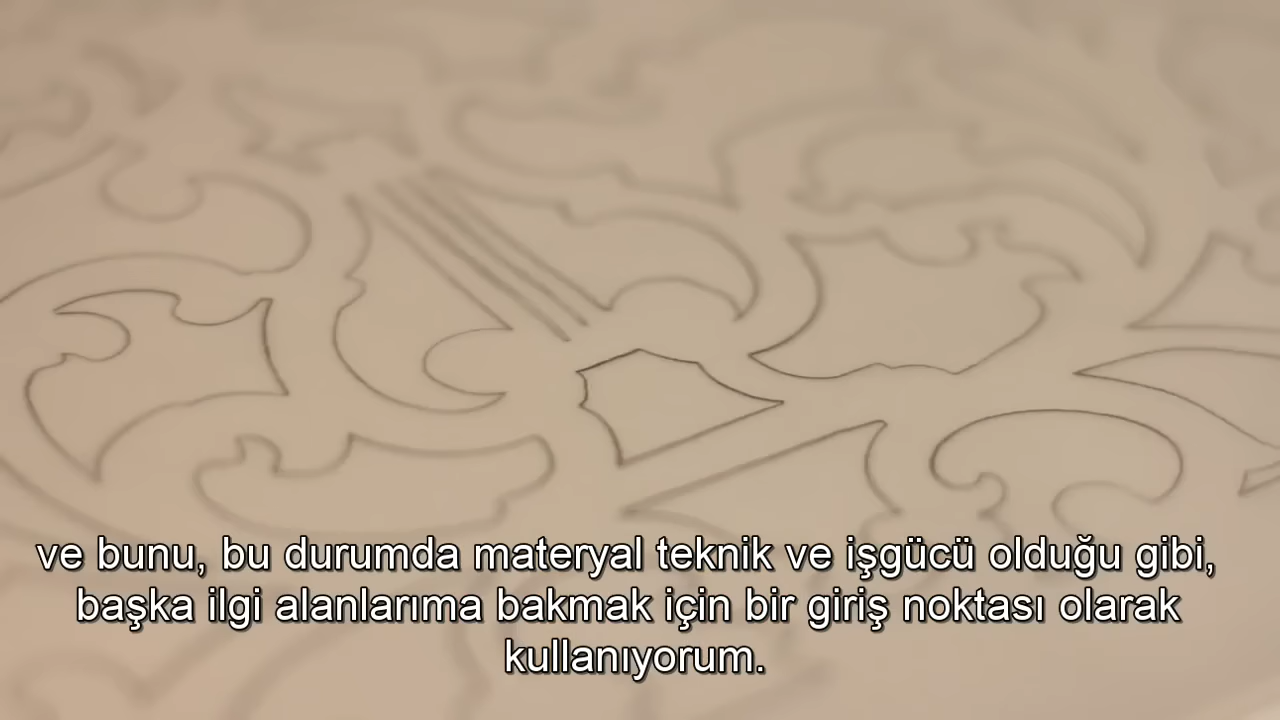 ve bunu, bu durumda materyal teknik ve işgücü olduğu gibi,
başka ilgi alanlarıma bakmak için bir giriş noktası olarak
kullanıyorum.